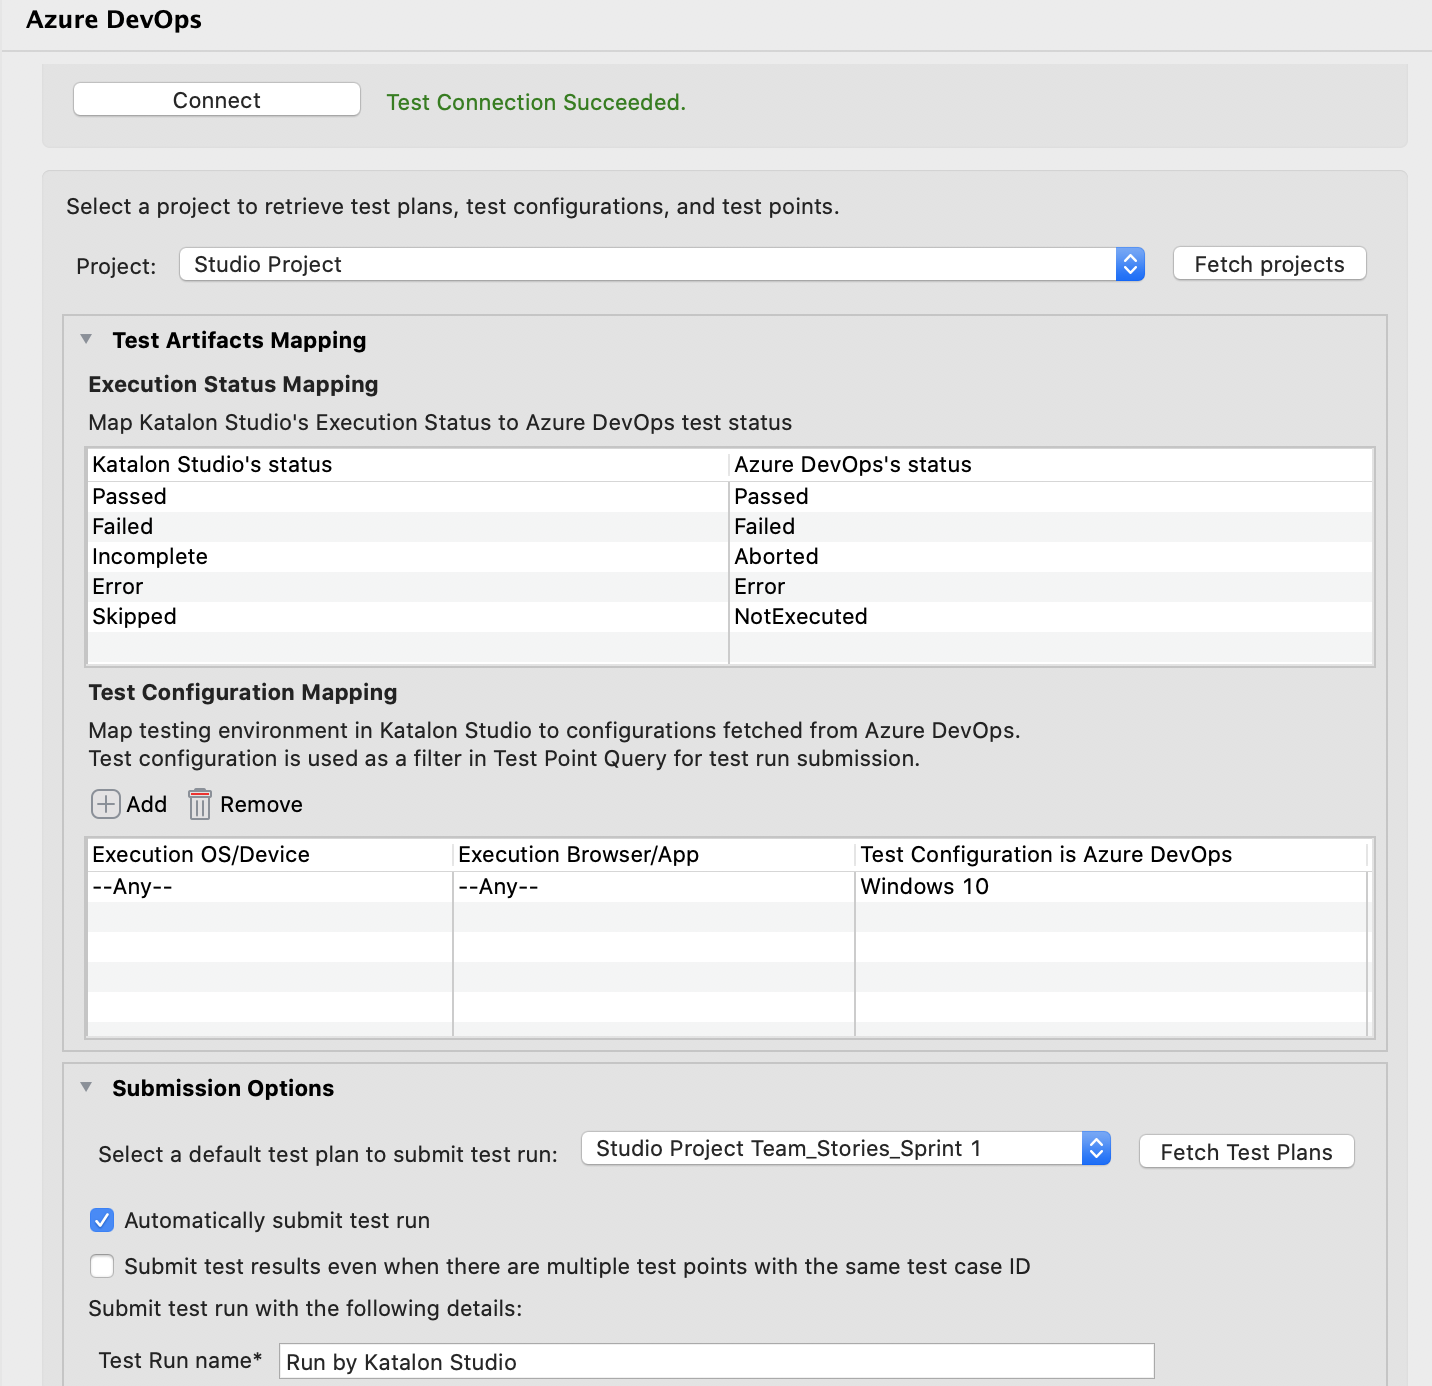 Azure DevOps
Connect
Test Connection Succeeded.
Select a project to retrieve test plans, test configurations, and test points.
Project:
Studio Project
Fetch projects
Test Artifacts Mapping
Execution Status Mapping
Map Katalon Studio's Execution Status to Azure DevOps test status
Katalon Studio's status
Azure DevOps's status
Passed
Passed
Failed
Failed
Incomplete
Aborted
Error
Error
Skipped
NotExecuted
Test Configuration Mapping
Map testing environment in Katalon Studio to configurations fetched from Azure DevOps.
Test configuration is used as a filter in Test Point Query for test run submission.
Add
Remove
Execution OS/Device
Execution Browser/App
Test Configuration is Azure DevOps
--Any--
--Any--
Windows 10
Submission Options
Select a default test plan to submit test run:
Studio Project Team_Stories_Sprint 1
Fetch Test Plans
Automatically submit test run
Submit test results even when there are multiple test points with the same test case ID
Submit test run with the following details:
Test Run name*
Run by Katalon Studio